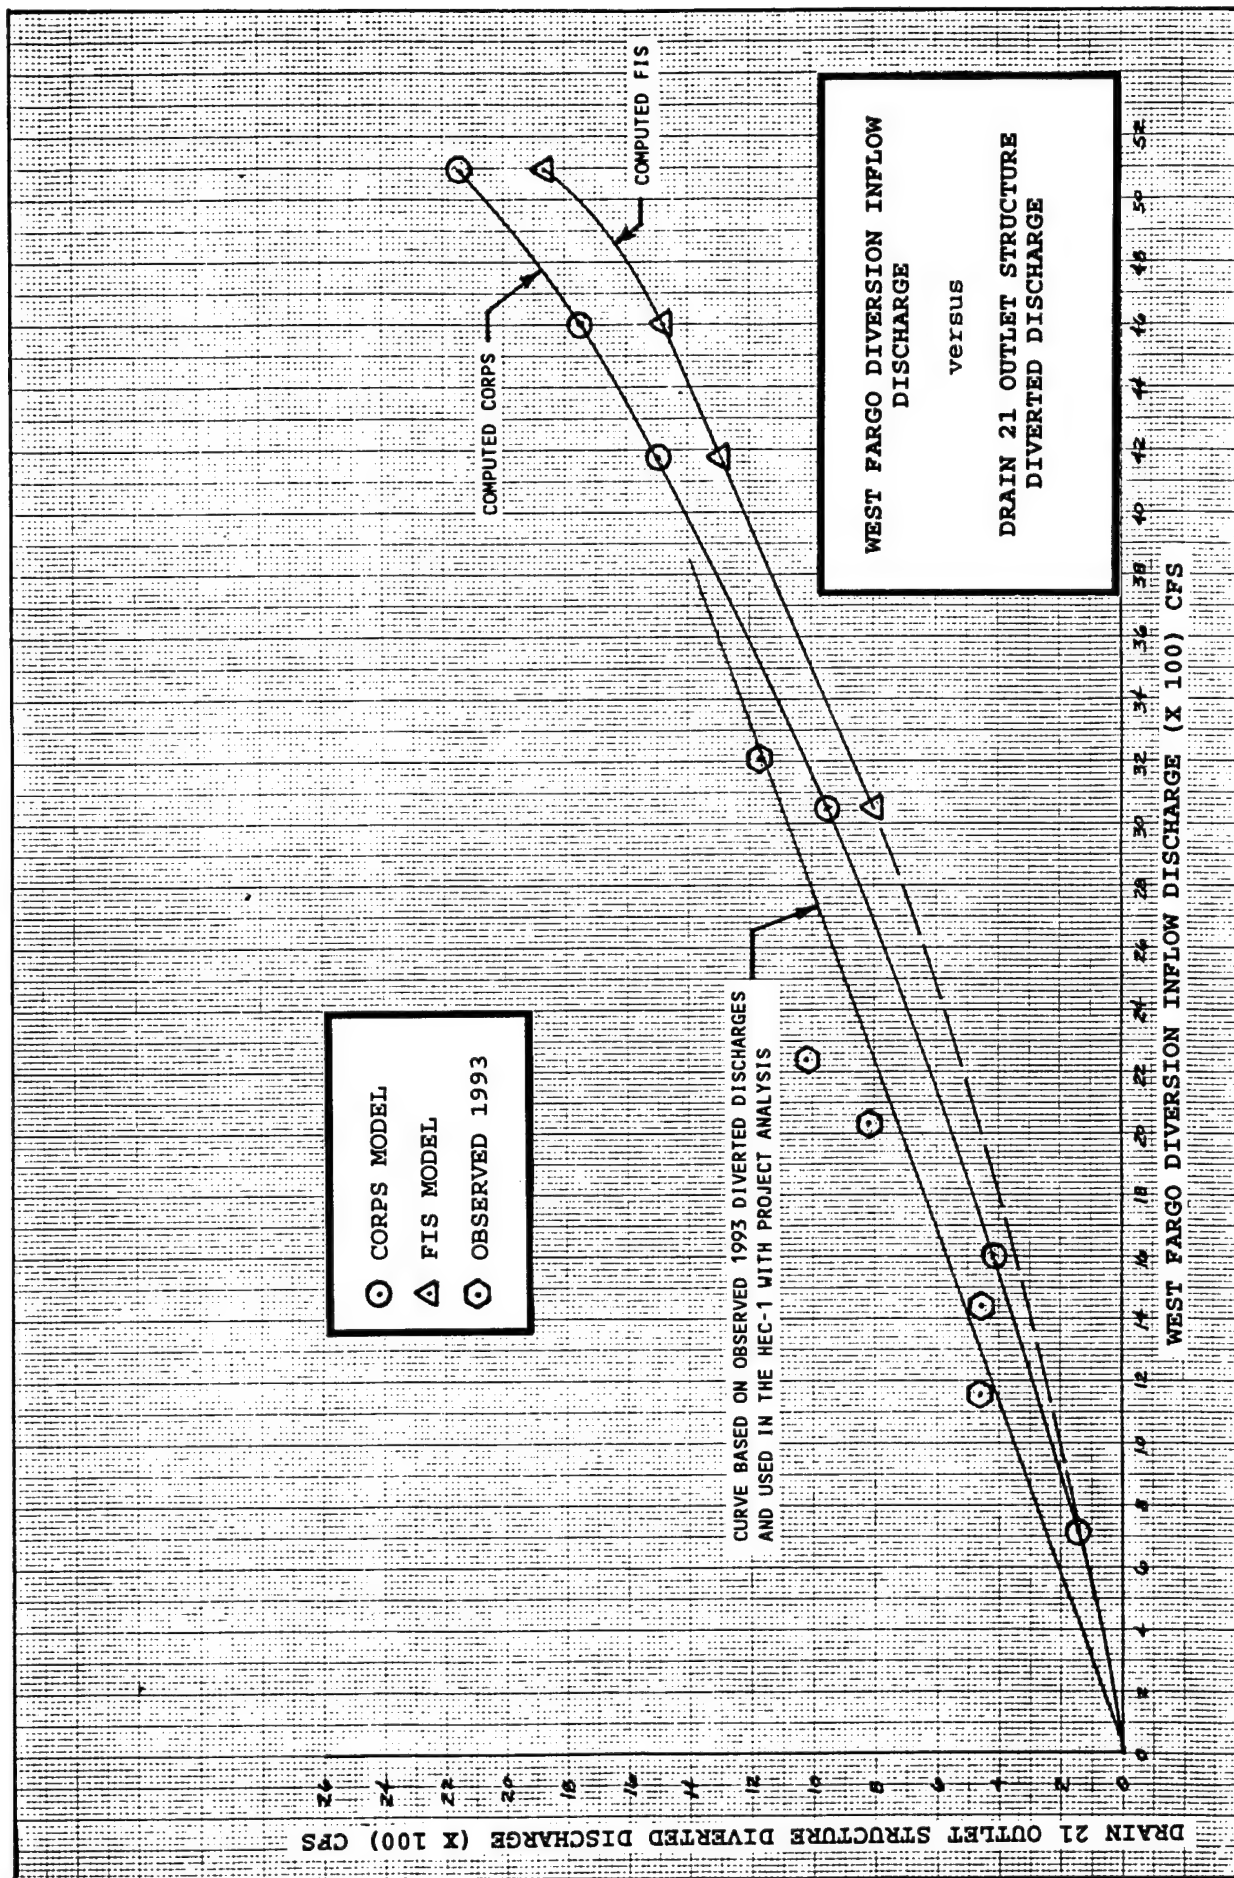 COMPUTED FIS
COMPUTED CORPS
WEST FARGO DIVERSION INFLOW
DISCHARGE
versus
DRAIN 21 OUTLET STRUCTURE
DIVERTED DISCHARGE
CORPS MODEL
FIS MODEL
OBSERVED 1993
CURVE BASED ON OBSERVED 1993 DIVERTED DISCHARGES
AND USED IN THE HEC-1 WITH PROJECT ANALYSIS
DRAIN 21 OUTLET STRUCTURE DIVERTED DISCHARGE (X 100) CFS
26
24
22
20
18
16
14
12
10
8
6
4
2
0
0 2 4 6 8 10 12 14 16 18 20 22 24 26 28 30 32 34 36 38 40 42 44 46 48 50 52
WEST FARGO DIVERSION INFLOW DISCHARGE (X 100) CFS